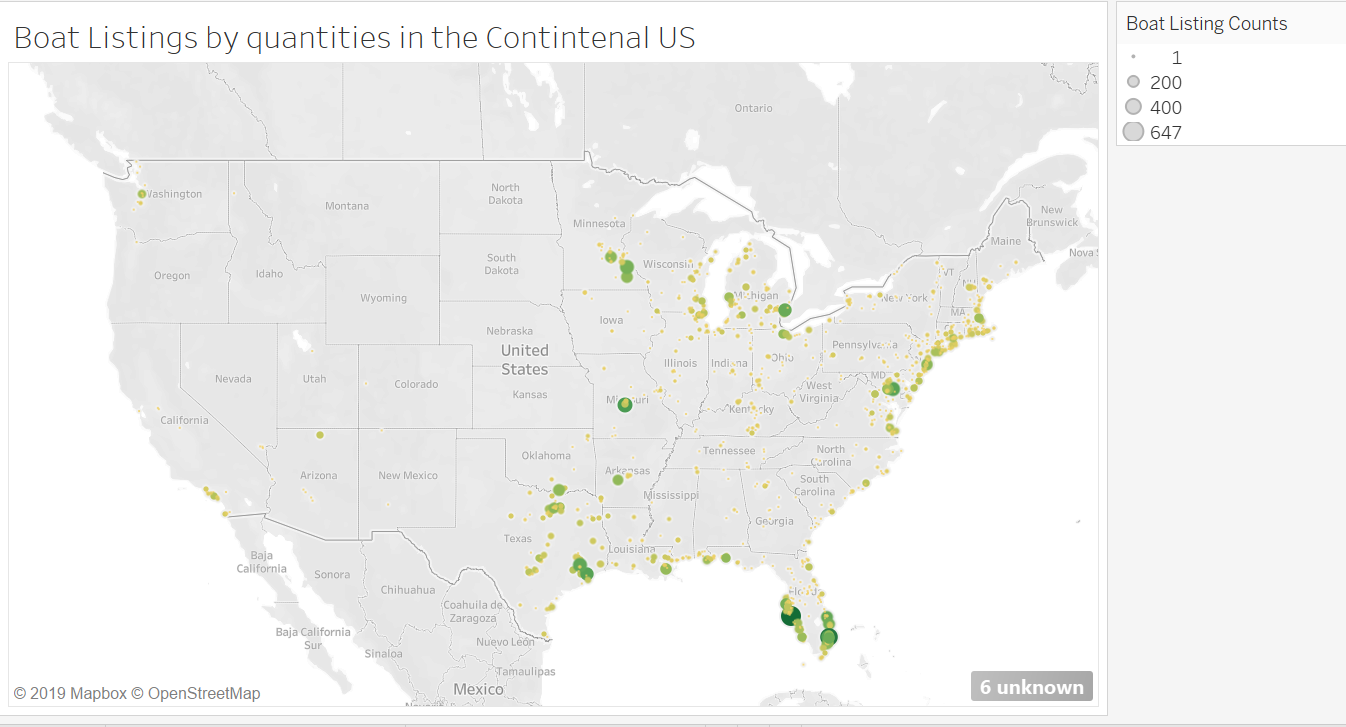 Boat Listings by quantities in the Contintenal US
Boat Listing Counts
1
200
400
647
Ontario
Washington
Montana
North
Dakota
Minnesota
New
Brunswick
Maine
Nova
Oregon
Idaho
South
Dakota
Wisconsin
VT
NH
Wyoming
Michigan
New York
MA
Iowa
Nebraska
United
States
Pennsylvania
Nevada
Utah
Colorado
Illinois
Indiana
Ohio
MD
West
Virginia
Kansas
Missouri
Kentucky
California
Oklahoma
Tennessee
North
Carolina
Arizona
New Mexico
Arkansas
South
Carolina
Mississippi
Georgia
Texas
Louisiana
Baja
California
Sonora
Chihuahua
Florida
Coahuila de
Zaragoza
Baja California
Sur
Sinaloa
Nuevo León
Tamaulipas
Mexico
© 2019 Mapbox © OpenStreetMap
6 unknown